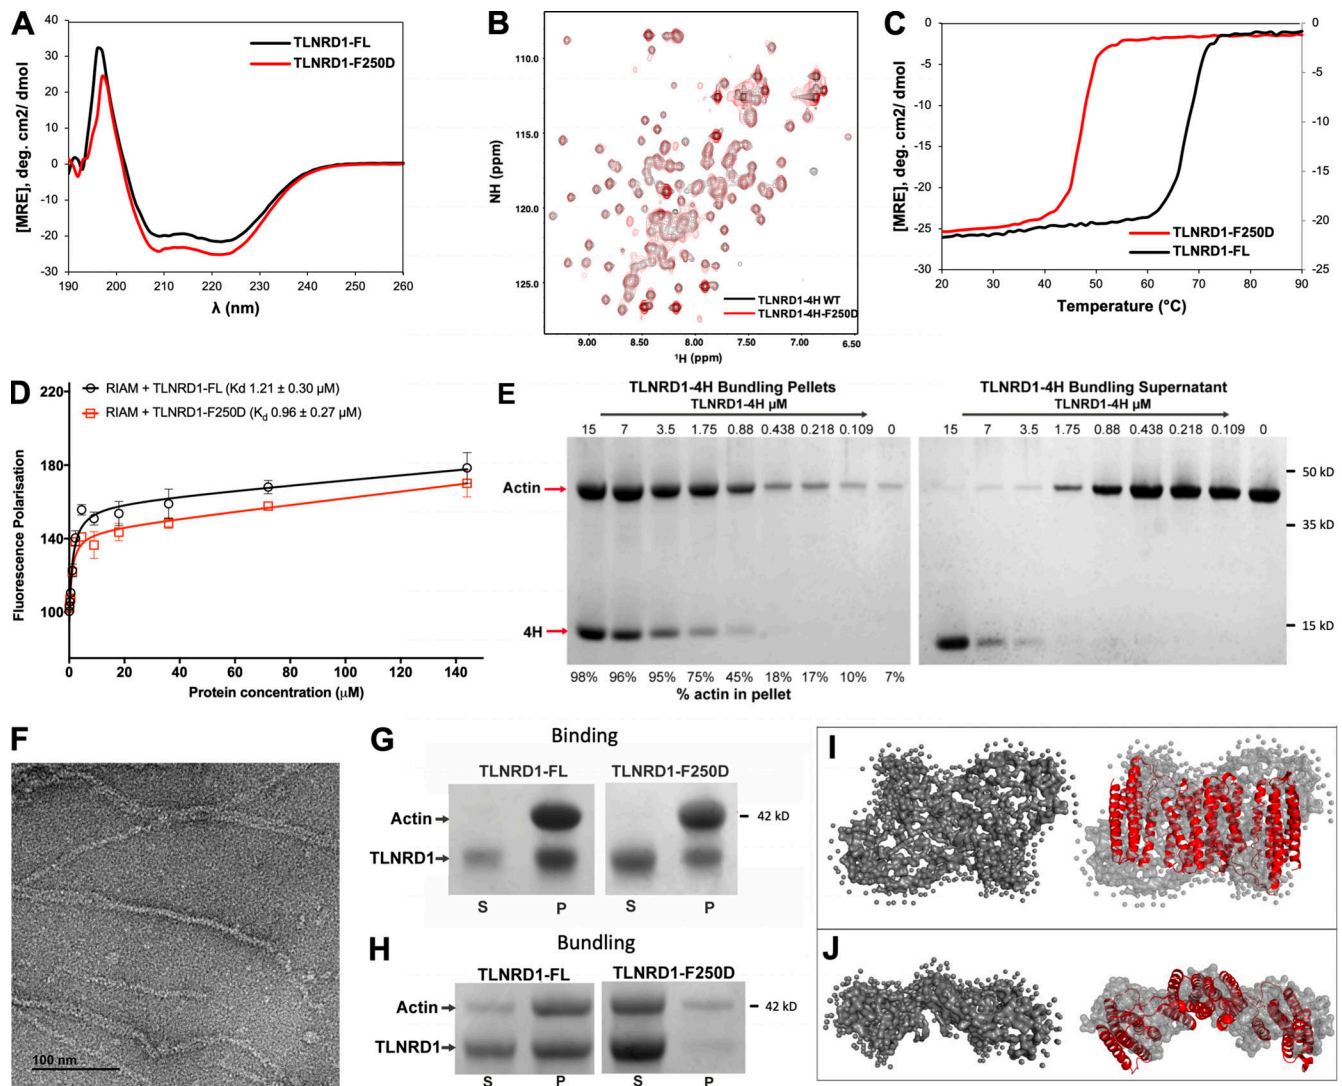 A
TLNRD1-FL
TLNRD1-F250D
[MRE], deg. cm2/ dmol
40
30
20
10
0
-10
-20
-30
190 200 210 220 230 240 250 260
λ (nm)
B
NH (ppm)
110.0
115.0
120.0
125.0
TLNRD1-4H WT
TLNRD1-4H-F250D
9.00 8.50 8.00 7.50 7.00 6.50
¹H (ppm)
C
[MRE], deg. cm2/ dmol
0
-5
-10
-15
-20
-25
-30
0
-5
-10
-15
-20
-25
TLNRD1-F250D
TLNRD1-FL
20 30 40 50 60 70 80 90
Temperature (°C)
D
RIAM + TLNRD1-FL (Kd 1.21 ± 0.30 µM)
RIAM + TLNRD1-F250D (Kd 0.96 ± 0.27 µM)
Fluorescence Polarisation
220
180
140
100
0 20 40 60 80 100 120 140
Protein concentration (µM)
E
TLNRD1-4H Bundling Pellets
TLNRD1-4H µM
15 7 3.5 1.75 0.88 0.438 0.218 0.109 0
TLNRD1-4H Bundling Supernatant
TLNRD1-4H µM
15 7 3.5 1.75 0.88 0.438 0.218 0.109 0
Actin
4H
50 kD
35 kD
15 kD
98% 96% 95% 75% 45% 18% 17% 10% 7%
% actin in pellet
F
100 nm
G
Binding
TLNRD1-FL TLNRD1-F250D
Actin
42 kD
TLNRD1
S P S P
H
Bundling
TLNRD1-FL TLNRD1-F250D
Actin
42 kD
TLNRD1
S P S P
I
J